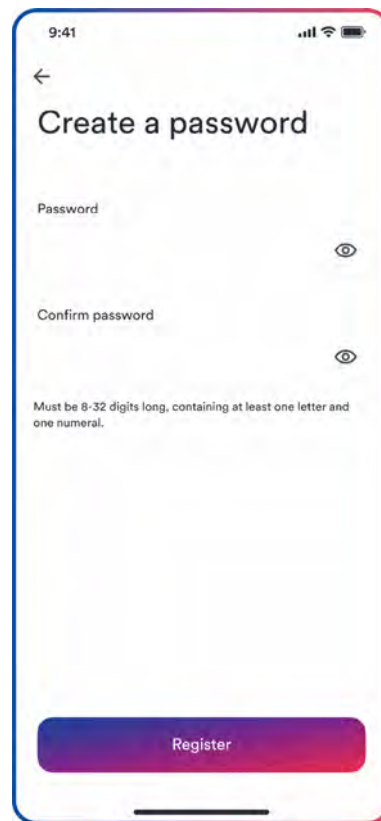 9:41
Create a password
Password
Confirm password
Must be 8-32 digits long, containing at least one letter and
one numeral.
Register